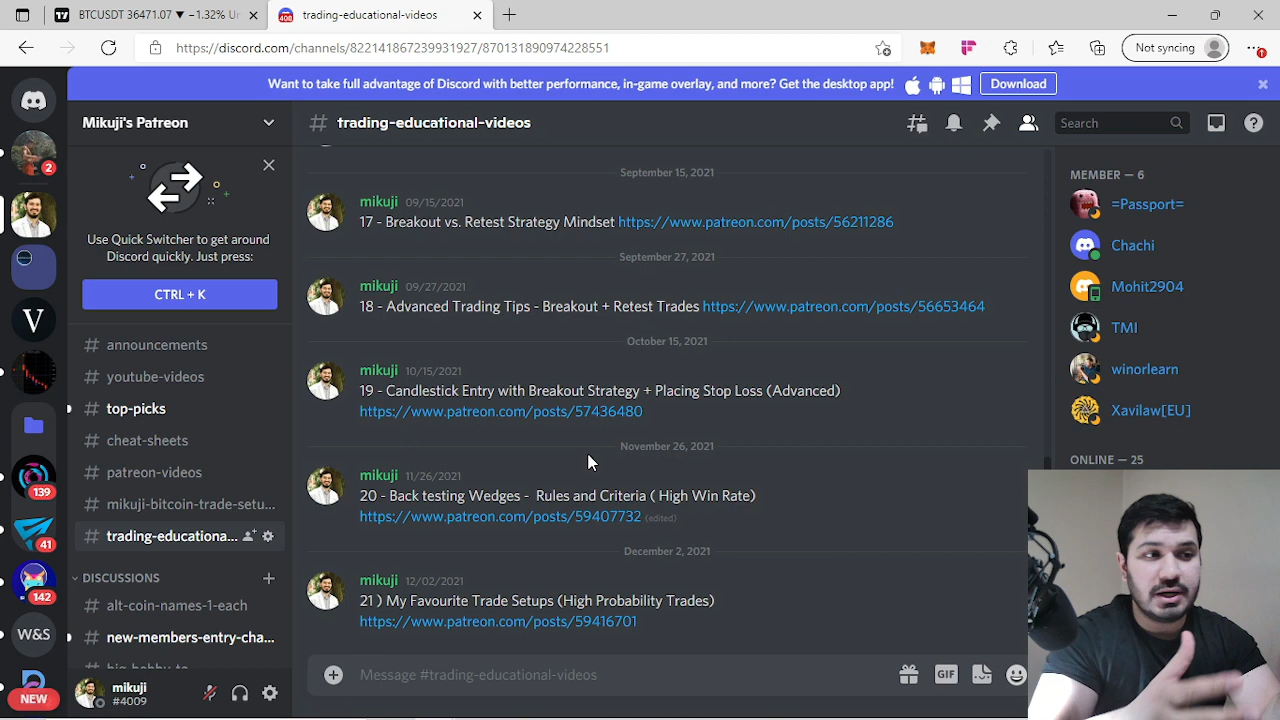 BTCUSDT 36471.07 ▼ −1.32% Ur
408
trading-educational-videos
https://discord.com/channels/822141867239931927/870131890974228551
Not syncing
Want to take full advantage of Discord with better performance, in-game overlay, and more? Get the desktop app!
Download
Mikuji's Patreon
trading-educational-videos
Search
Use Quick Switcher to get around
Discord quickly. Just press:
CTRL + K
announcements
youtube-videos
top-picks
cheat-sheets
patreon-videos
mikuji-bitcoin-trade-setu...
trading-educationa...
DISCUSSIONS
alt-coin-names-1-each
new-members-entry-cha...
mikuji
#4009
2
V
139
41
142
W&S
NEW
September 15, 2021
mikuji 09/15/2021
17 - Breakout vs. Retest Strategy Mindset https://www.patreon.com/posts/56211286
September 27, 2021
mikuji 09/27/2021
18 - Advanced Trading Tips - Breakout + Retest Trades https://www.patreon.com/posts/56653464
October 15, 2021
mikuji 10/15/2021
19 - Candlestick Entry with Breakout Strategy + Placing Stop Loss (Advanced)
https://www.patreon.com/posts/57436480
November 26, 2021
mikuji 11/26/2021
20 - Back testing Wedges - Rules and Criteria ( High Win Rate)
https://www.patreon.com/posts/59407732 (edited)
December 2, 2021
mikuji 12/02/2021
21 ) My Favourite Trade Setups (High Probability Trades)
https://www.patreon.com/posts/59416701
Message #trading-educational-videos
GIF
MEMBER — 6
=Passport=
Chachi
Mohit2904
TMI
winorlearn
Xavilaw[EU]
ONLINE — 25